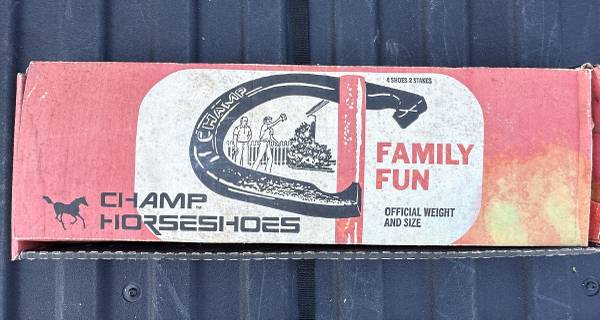 4 SHOES 2 STAKES
CHAMP
FAMILY
FUN
OFFICIAL WEIGHT
AND SIZE
CHAMP
HORSESHOES